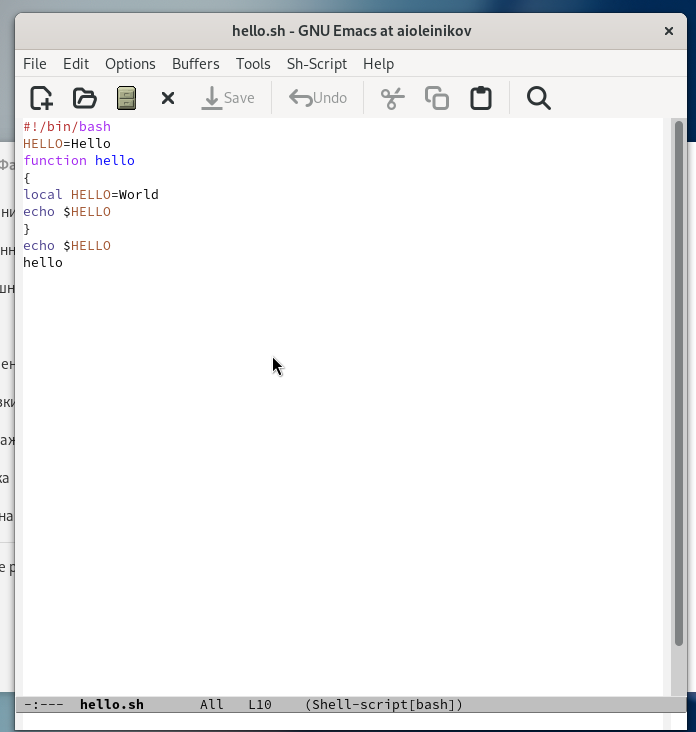 hello.sh - GNU Emacs at aioleinikov
File Edit Options Buffers Tools Sh-Script Help
Save Undo
#!/bin/bash
HELLO=Hello
function hello
{
local HELLO=World
echo $HELLO
}
echo $HELLO
hello
-:--- hello.sh All L10 (Shell-script[bash])